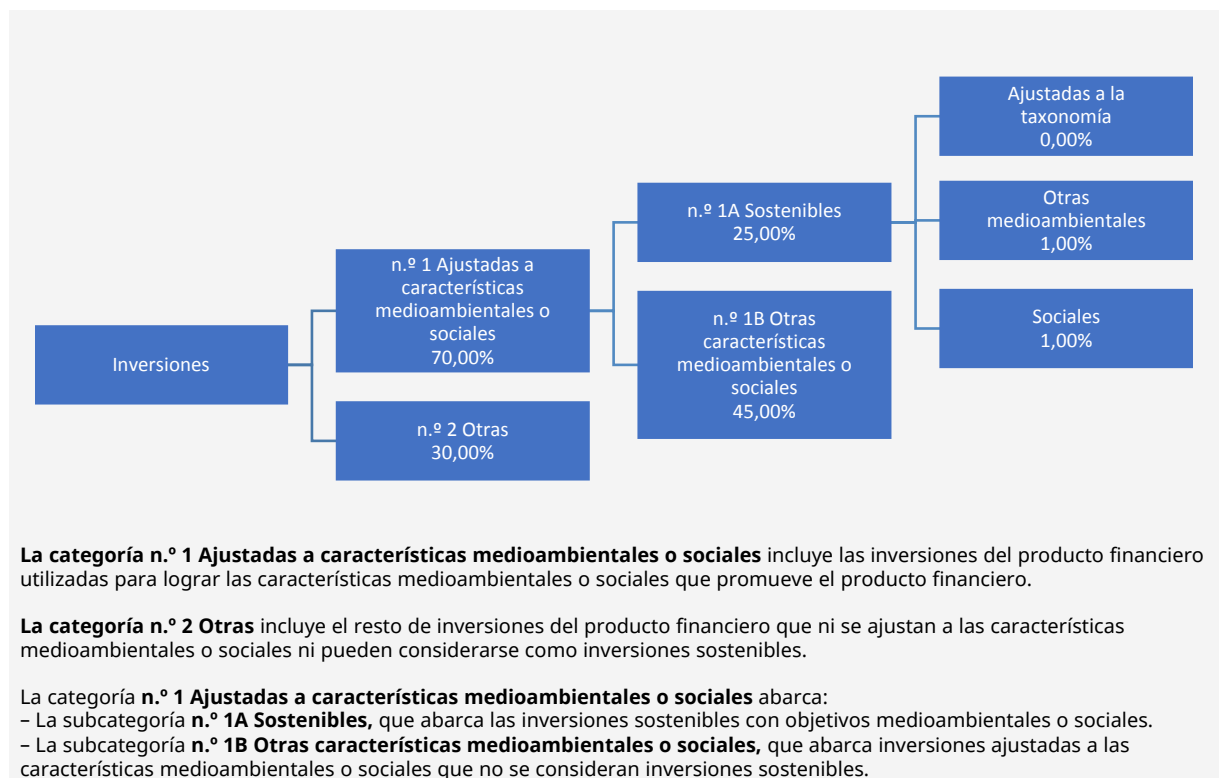 Inversiones
n.º 1 Ajustadas a
características
medioambientales o
sociales
70,00%
n.º 2 Otras
30,00%
n.º 1A Sostenibles
25,00%
n.º 1B Otras
características
medioambientales o
sociales
45,00%
Ajustadas a la
taxonomía
0,00%
Otras
medioambientales
1,00%
Sociales
1,00%
La categoría n.º 1 Ajustadas a características medioambientales o sociales incluye las inversiones del producto financiero
utilizadas para lograr las características medioambientales o sociales que promueve el producto financiero.
La categoría n.º 2 Otras incluye el resto de inversiones del producto financiero que ni se ajustan a las características
medioambientales o sociales ni pueden considerarse como inversiones sostenibles.
La categoría n.º 1 Ajustadas a características medioambientales o sociales abarca:
– La subcategoría n.º 1A Sostenibles, que abarca las inversiones sostenibles con objetivos medioambientales o sociales.
– La subcategoría n.º 1B Otras características medioambientales o sociales, que abarca inversiones ajustadas a las
características medioambientales o sociales que no se consideran inversiones sostenibles.